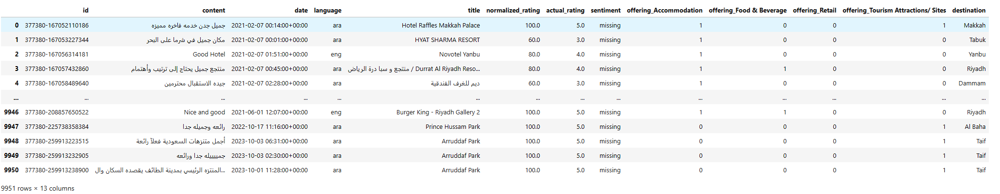 id content date language title normalized_rating actual_rating sentiment offering_Accommodation offering_Food & Beverage offering_Retail offering_Tourism Attractions/ Sites destination
0 377380-167052110186 جميل جدن خدمه فاخره مميزه 2021-02-07 00:14:00+00:00 ara Hotel Raffles Makkah Palace 100.0 5.0 missing 1 0 0 1 Makkah
1 377380-167053227344 مكان جميل في شرما على البحر 2021-02-07 00:01:00+00:00 ara HYAT SHARMA RESORT 60.0 3.0 missing 1 0 0 0 Tabuk
2 377380-167056314181 Good Hotel 2021-02-07 01:51:00+00:00 eng Novotel Yanbu 80.0 4.0 missing 1 0 0 0 Yanbu
3 377380-167057432860 منتجع جميل يحتاج إلى ترتيب وأهتمام 2021-02-07 00:45:00+00:00 ara منتجع و سبا درة الرياض / Durrat Al Riyadh Reso... 80.0 4.0 missing 1 1 0 0 Riyadh
4 377380-167058489640 جيده الاستقبال محترمين 2021-02-07 02:28:00+00:00 ara ديم للغرف الفندقية 60.0 3.0 missing 1 0 0 0 Dammam
... ... ... ... ... ... ... ... ... ... ... ... ... ...
9946 377380-208857650522 Nice and good 2021-06-01 12:07:00+00:00 eng Burger King - Riyadh Gallery 2 100.0 5.0 missing 1 1 0 0 Riyadh
9947 377380-225738358384 رائعه وجميله جدا 2022-10-17 11:16:00+00:00 ara Prince Hussam Park 100.0 5.0 missing 0 0 0 1 Al Baha
9948 377380-259913223515 أجمل متنزهات السعودية فعلآ رائعة 2023-10-03 06:31:00+00:00 ara Arruddaf Park 100.0 5.0 missing 0 0 0 1 Taif
9949 377380-259913232905 جميييييله جدا ورائعه 2023-10-03 02:30:00+00:00 ara Arruddaf Park 100.0 5.0 missing 0 0 0 1 Taif
9950 377380-259913238900 المنتزه الرئيسي بمدينة الطائف يقصده السكان وال... 2023-10-01 11:28:00+00:00 ara Arruddaf Park 100.0 5.0 missing 0 0 0 1 Taif
9951 rows × 13 columns